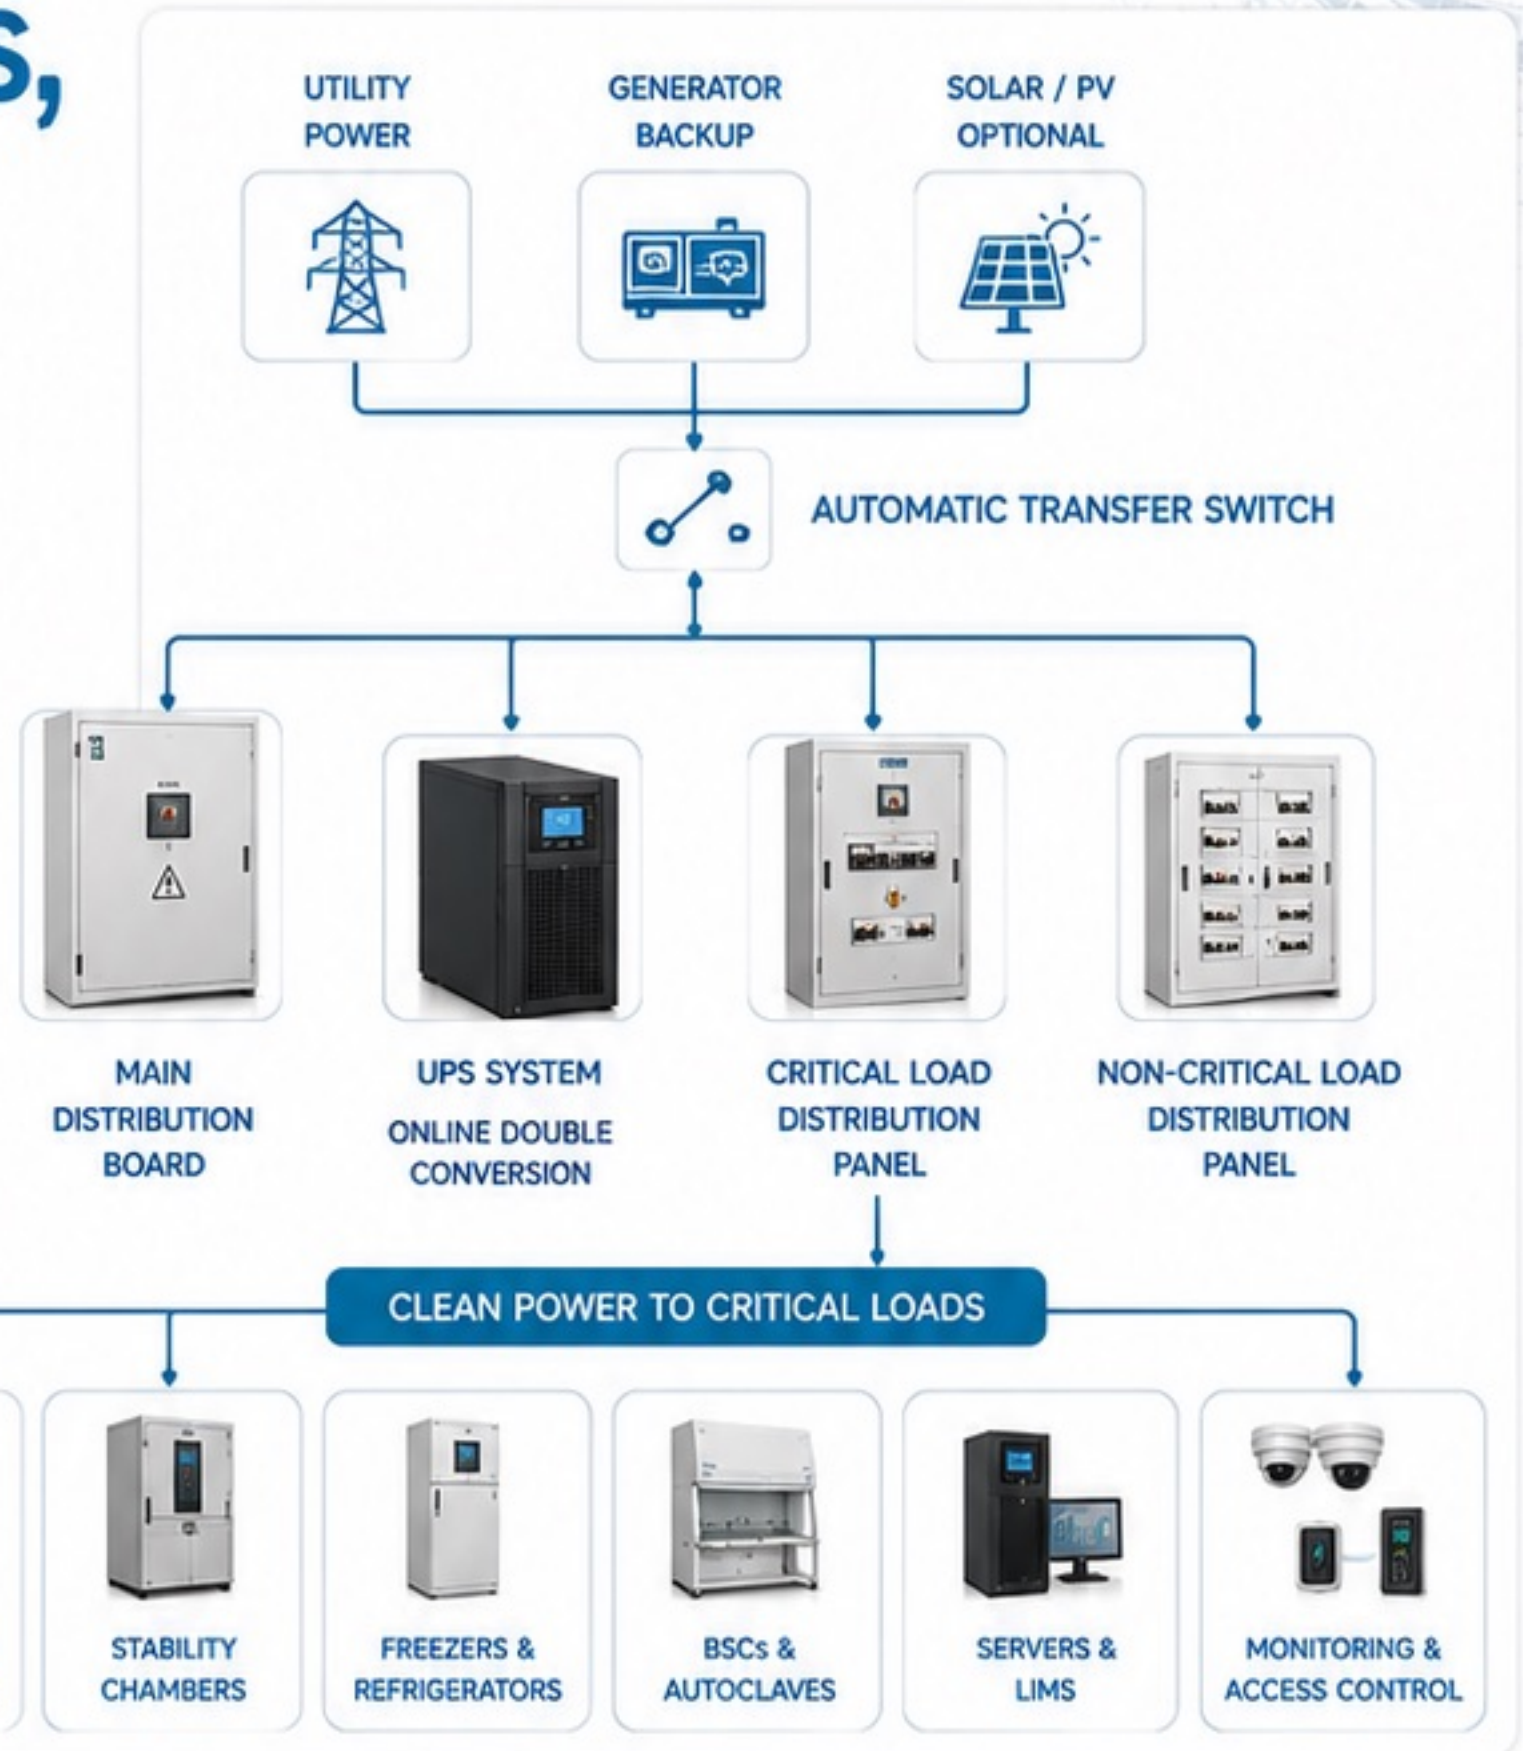 s,
UTILITY
POWER
GENERATOR
BACKUP
SOLAR / PV
OPTIONAL
AUTOMATIC TRANSFER SWITCH
MAIN
DISTRIBUTION
BOARD
UPS SYSTEM
ONLINE DOUBLE
CONVERSION
CRITICAL LOAD
DISTRIBUTION
PANEL
NON-CRITICAL LOAD
DISTRIBUTION
PANEL
CLEAN POWER TO CRITICAL LOADS
STABILITY
CHAMBERS
FREEZERS &
REFRIGERATORS
BSCs &
AUTOCLAVES
SERVERS &
LIMS
MONITORING &
ACCESS CONTROL